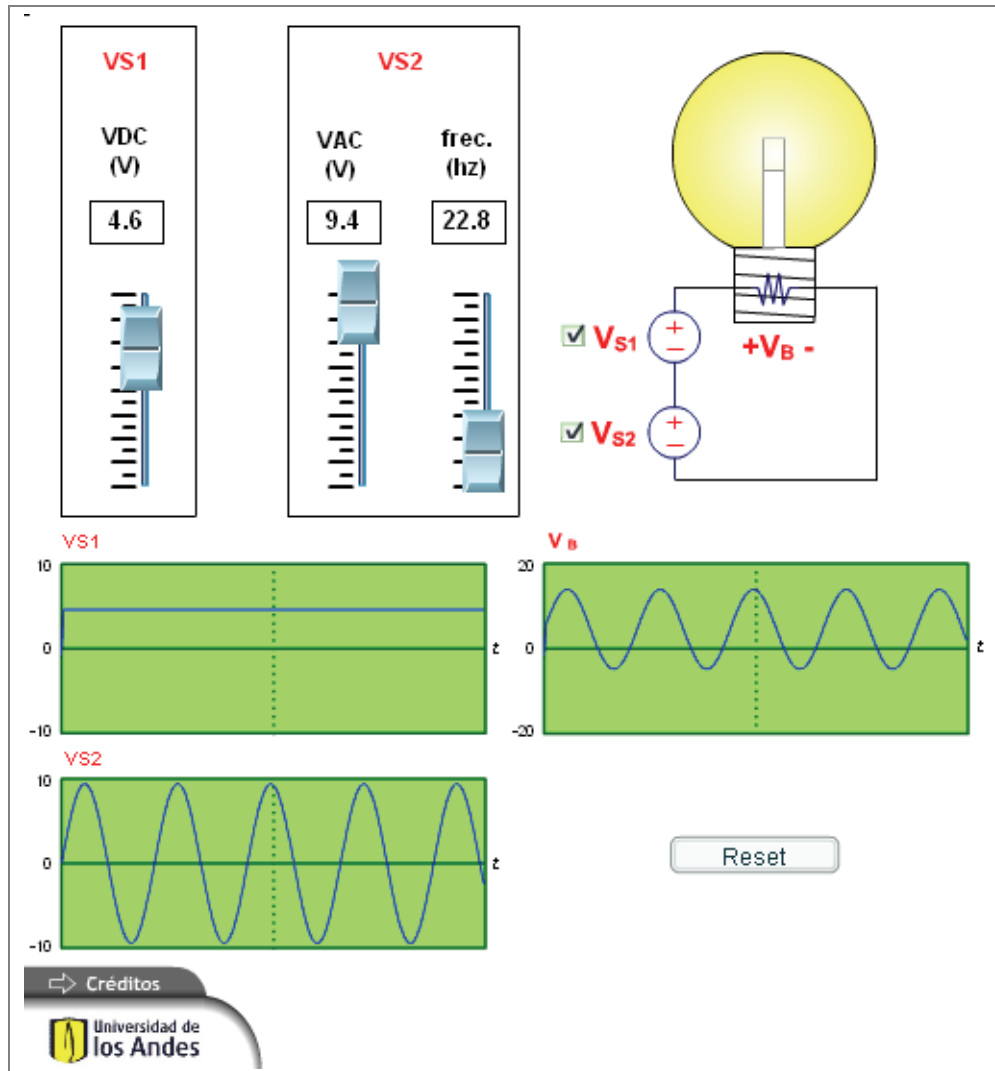 VS1
VDC
(V)
4.6
VS2
VAC
(V)
9.4
frec.
(hz)
22.8
VS1
VS2
+VB -
VS1
10
0
-10
t
VB
20
0
-20
t
VS2
10
0
-10
t
Reset
Créditos
Universidad de
los Andes